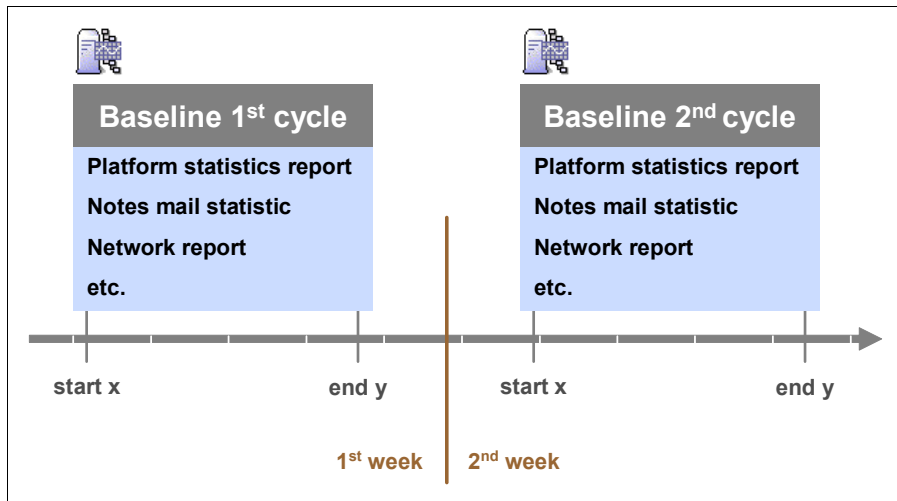 Baseline 1st cycle
Platform statistics report
Notes mail statistic
Network report
etc.
Baseline 2nd cycle
Platform statistics report
Notes mail statistic
Network report
etc.
start x
end y
start x
end y
1st week
2nd week